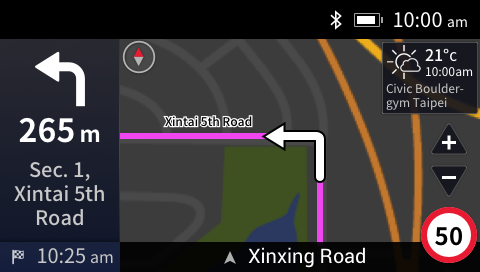 10:00 am
265 m
Sec. 1,
Xintai 5th
Road
10:25 am
Xintai 5th Road
21°c
10:00am
Civic Boulder-
gym Taipei
+
−
50
Xinxing Road